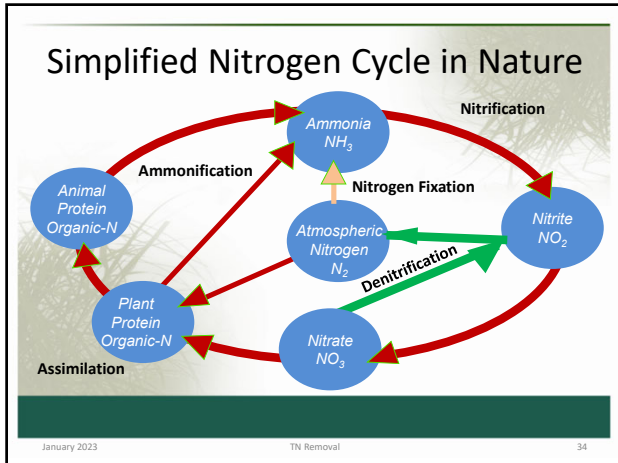 Simplified Nitrogen Cycle in Nature
Nitrification
Ammonia
NH3
Ammonification
Nitrogen Fixation
Animal
Protein
Organic-N
Atmospheric
Nitrogen
N2
Nitrite
NO2
Denitrification
Plant
Protein
Organic-N
Nitrate
NO3
Assimilation
January 2023
TN Removal
34